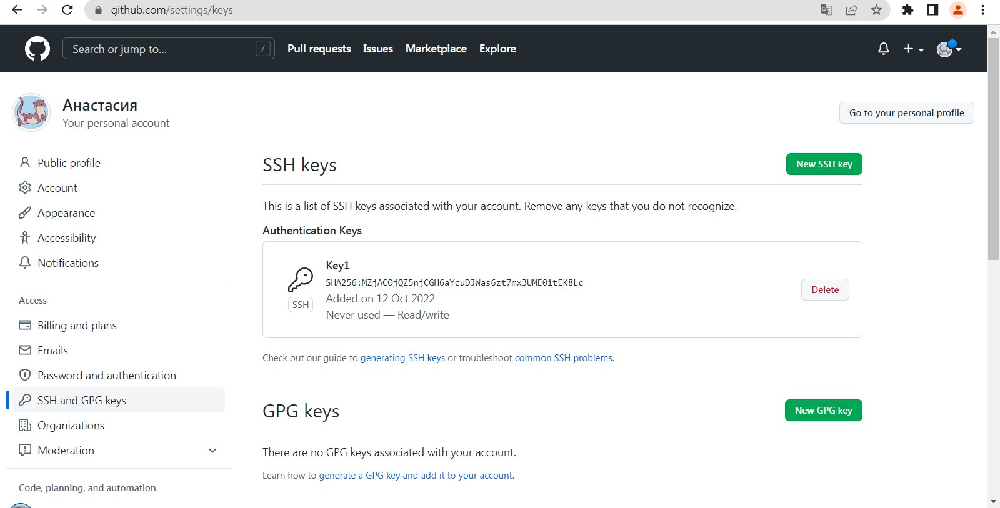 github.com/settings/keys
Search or jump to... /
Pull requests Issues Marketplace Explore
Анастасия
Your personal account
Go to your personal profile
Public profile
Account
Appearance
Accessibility
Notifications
Access
Billing and plans
Emails
Password and authentication
SSH and GPG keys
Organizations
Moderation
Code, planning, and automation
SSH keys
New SSH key
This is a list of SSH keys associated with your account. Remove any keys that you do not recognize.
Authentication Keys
Key1
SHA256:MZjACOjQZ5njCGH6aYcuDJWas6zt7mx3UME0itEK8Lc
Added on 12 Oct 2022
Never used — Read/write
SSH
Delete
Check out our guide to generating SSH keys or troubleshoot common SSH problems.
GPG keys
New GPG key
There are no GPG keys associated with your account.
Learn how to generate a GPG key and add it to your account.